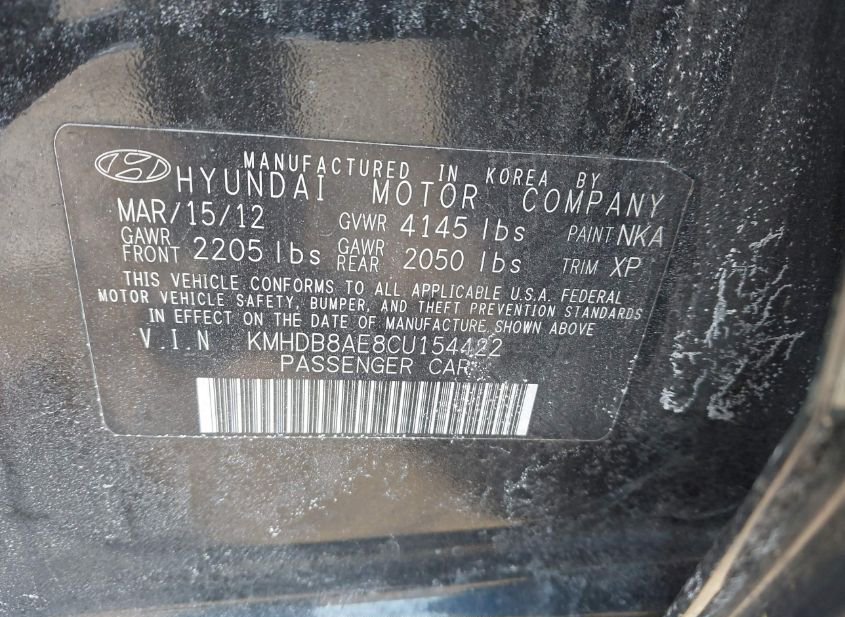 MANUFACTURED IN KOREA BY
HYUNDAI MOTOR COMPANY
MAR/15/12 GVWR 4145 lbs PAINT NKA
GAWR FRONT 2205 lbs GAWR REAR 2050 lbs TRIM XP
THIS VEHICLE CONFORMS TO ALL APPLICABLE U.S.A. FEDERAL
MOTOR VEHICLE SAFETY, BUMPER, AND THEFT PREVENTION STANDARDS
IN EFFECT ON THE DATE OF MANUFACTURE SHOWN ABOVE
V.I.N KMHDB8AE8CU154422
PASSENGER CAR